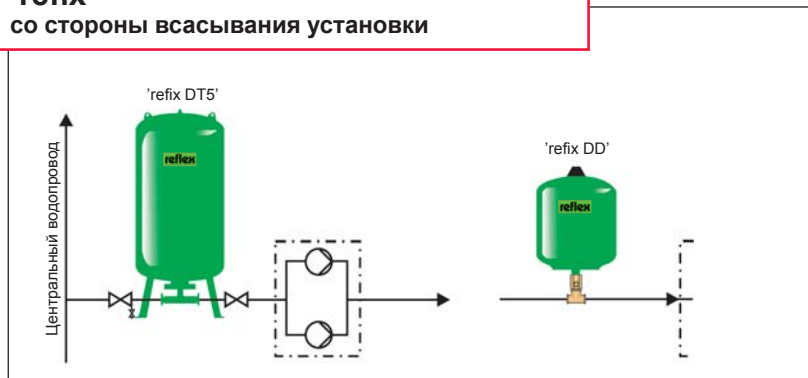 со стороны всасывания установки
'refix DT5'
'refix DD'
Центральный водопровод
reflex
reflex